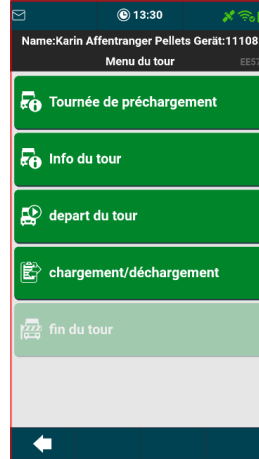 13:30
Name:Karin Affentranger Pellets Gerät:11108
Menu du tour EE57
Tournée de préchargement
Info du tour
depart du tour
chargement/déchargement
fin du tour